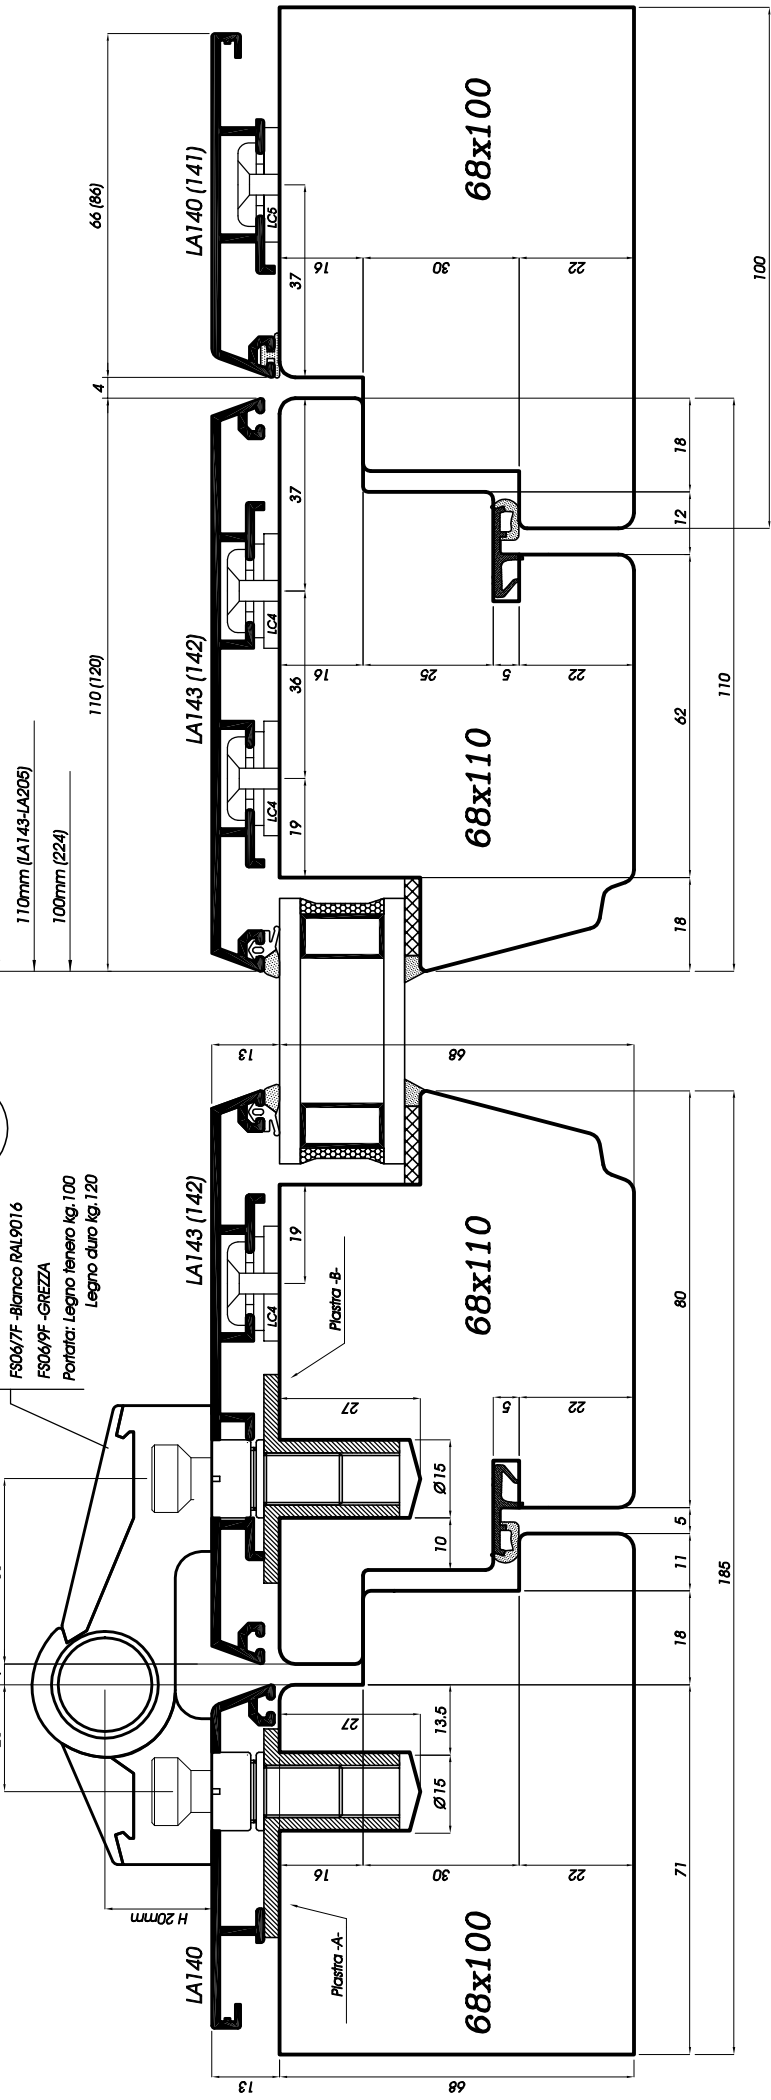 FS06/7F -Bianco RAL9016
FS06/9F -GREZZA
Portata: Legno tenero kg.100
Legno duro kg.120
110mm (LA143-LA205)
100mm (224)
110 (120)
4
66 (86)
LA140
LA143 (142)
LA143 (142)
LA140 (141)
H 20mm
13
13
68
68
Plastra -A-
Plastra -B-
LC4
LC4
LC4
LC5
19
19
36
37
37
27
27
Ø15
13.5
10
Ø15
16
30
22
5
22
16
25
5
22
16
30
22
68x100
68x110
68x110
68x100
71
18
11
5
80
18
62
12
18
185
110
100